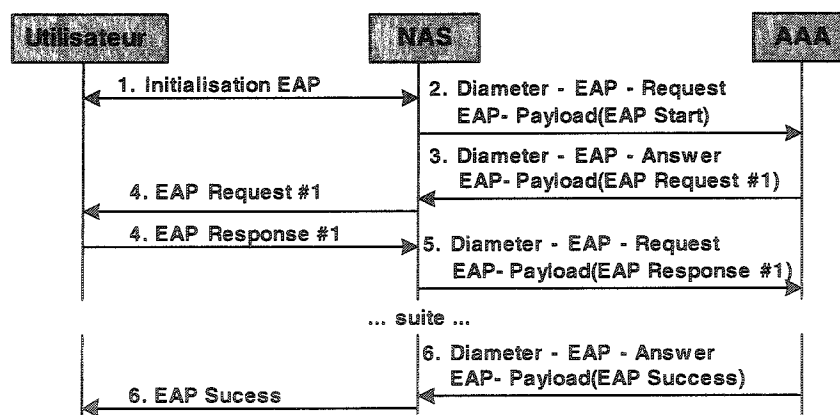 Utilisateur
NAS
AAA
1. Initialisation EAP
2. Diameter - EAP - Request
EAP- Payload(EAP Start)
3. Diameter - EAP - Answer
EAP- Payload(EAP Request #1)
4. EAP Request #1
4. EAP Response #1
5. Diameter - EAP - Request
EAP- Payload(EAP Response #1)
... suite ...
6. Diameter - EAP - Answer
EAP- Payload(EAP Success)
6. EAP Sucess